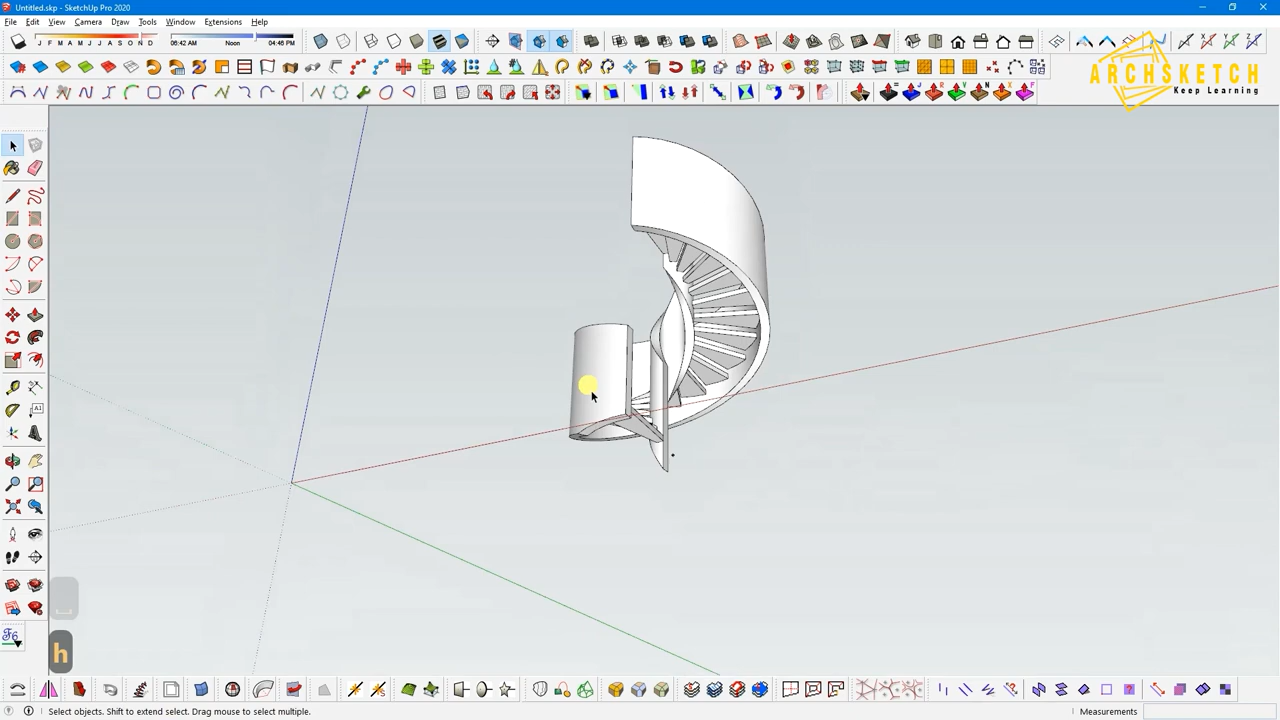 Untitled.skp - SketchUp Pro 2020
File Edit View Camera Draw Tools Window Extensions Help
J F M A M J J A S O N D 06:42 AM Noon 04:46 PM
ARCHSKETCH
Keep Learning
h
Select objects. Shift to extend select. Drag mouse to select multiple.
Measurements